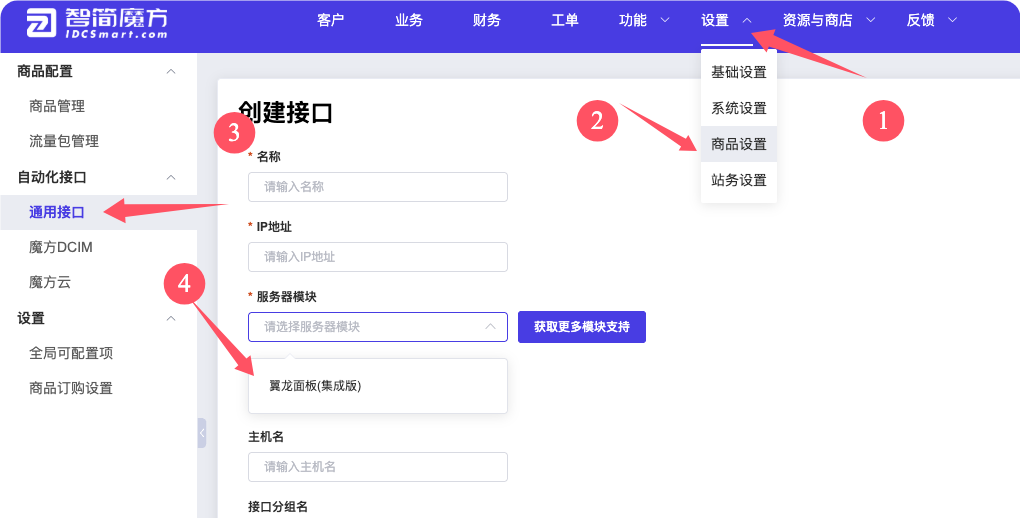 智简魔方
IDCSmart.com
客户
业务
财务
工单
功能
设置
资源与商店
反馈
基础设置
系统设置
商品设置
站务设置
1
2
商品配置
商品管理
流量包管理
自动化接口
通用接口
魔方DCIM
魔方云
设置
全局可配置项
商品订购设置
创建接口
3
* 名称
请输入名称
* IP地址
请输入IP地址
4
* 服务器模块
请选择服务器模块
获取更多模块支持
翼龙面板(集成版)
主机名
请输入主机名
接口分组名